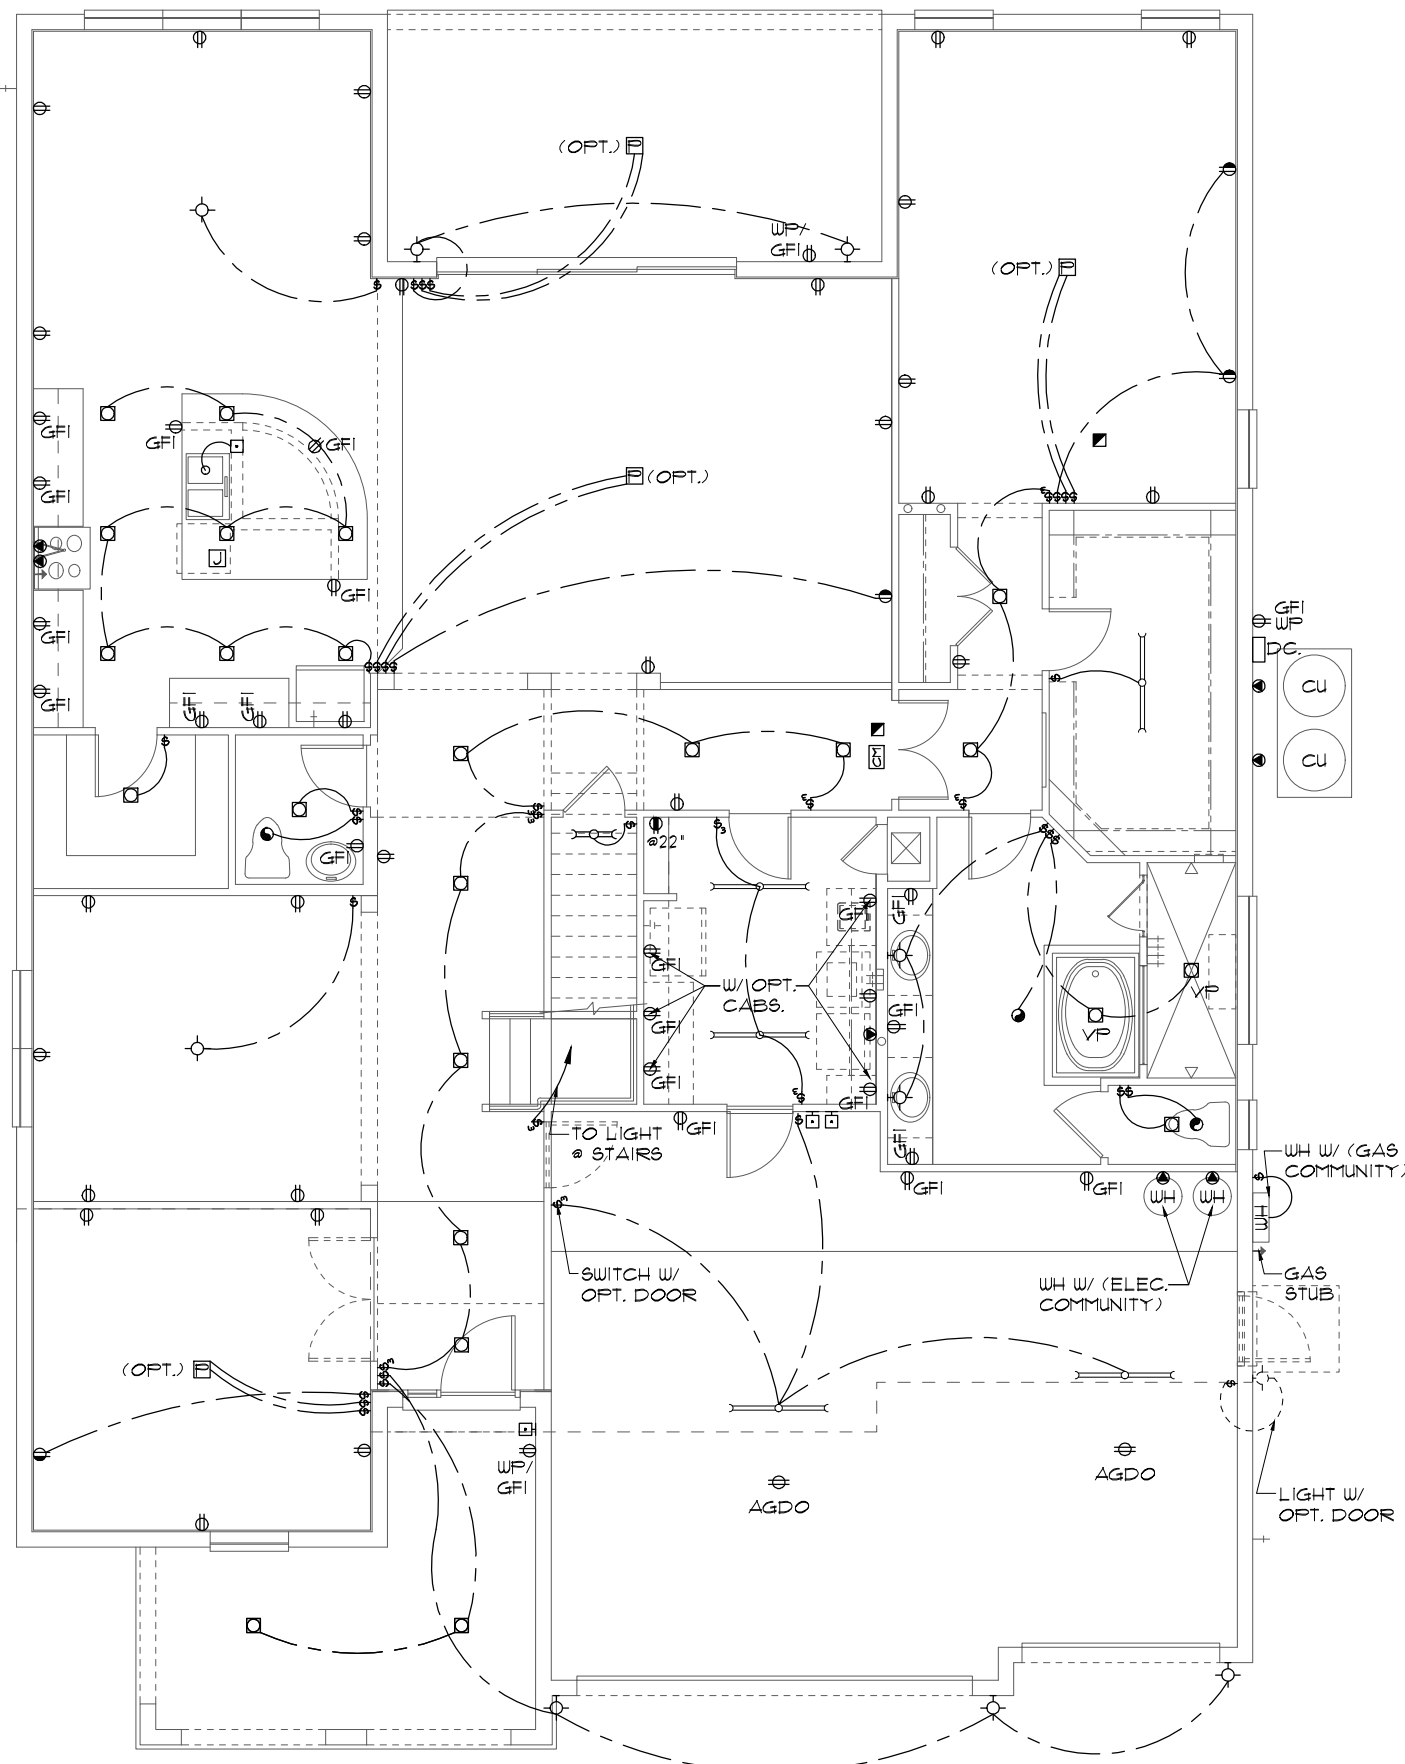 (OPT.) P
WP/
GFI
(OPT.) P
GFI
GFI
GFI
P (OPT.)
GFI
J
GFI
GFI
GFI
GFI
GFI
GFI
WP
D.C.
CU
CU
CM
@22"
GFI
GFI
GFI
GFI
W/ OPT.
CABS.
VP
GFI
GFI
VP
GFI
GFI
GFI
GFI
TO LIGHT
@ STAIRS
GFI
GFI
WH W/ (GAS
COMMUNITY)
WH
WH
SWITCH W/
OPT. DOOR
WH W/ (ELEC.
COMMUNITY)
GAS
STUB
(OPT.) P
WP/
GFI
AGDO
AGDO
LIGHT W/
OPT. DOOR